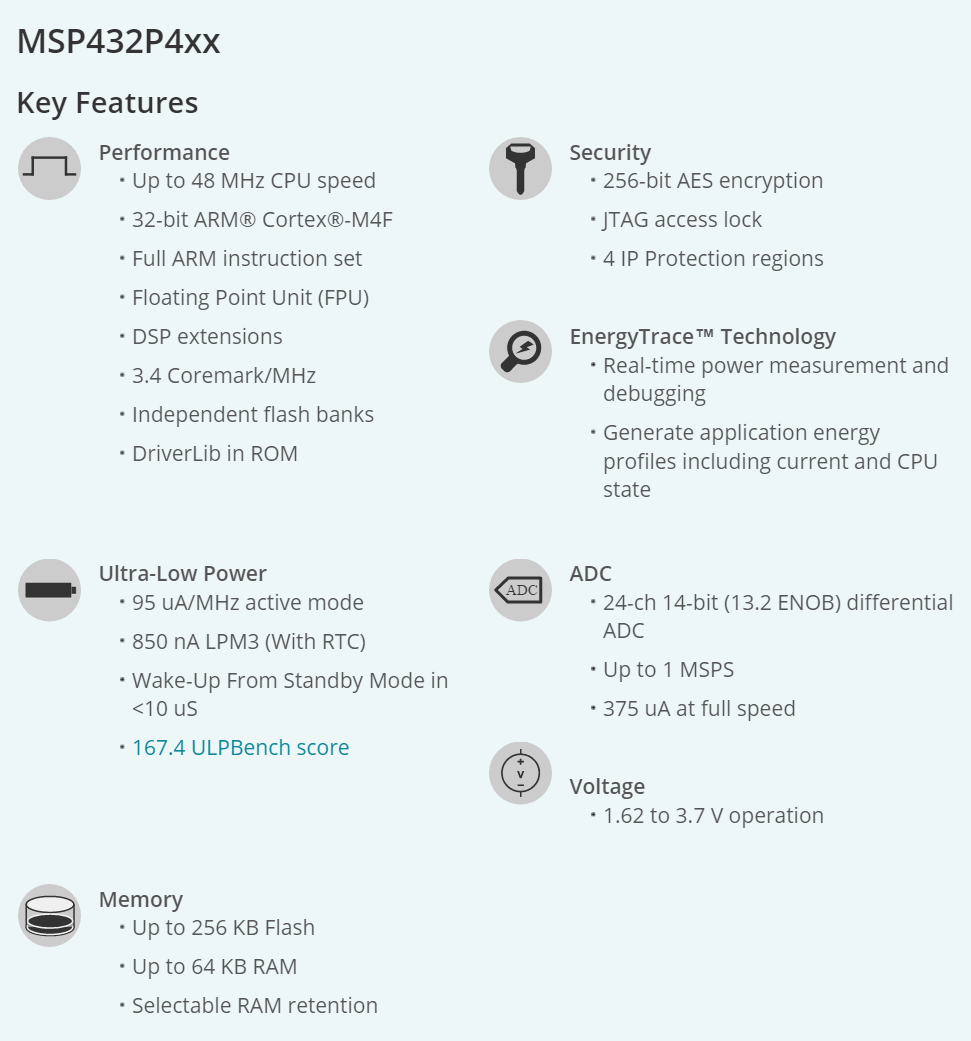 MSP432P4xx
Key Features
Performance
• Up to 48 MHz CPU speed
• 32-bit ARM® Cortex®-M4F
• Full ARM instruction set
• Floating Point Unit (FPU)
• DSP extensions
• 3.4 Coremark/MHz
• Independent flash banks
• DriverLib in ROM
Security
• 256-bit AES encryption
• JTAG access lock
• 4 IP Protection regions
EnergyTrace™ Technology
• Real-time power measurement and
debugging
• Generate application energy
profiles including current and CPU
state
Ultra-Low Power
• 95 uA/MHz active mode
• 850 nA LPM3 (With RTC)
• Wake-Up From Standby Mode in
<10 uS
• 167.4 ULPBench score
ADC
ADC
• 24-ch 14-bit (13.2 ENOB) differential
ADC
• Up to 1 MSPS
• 375 uA at full speed
+
V
−
Voltage
• 1.62 to 3.7 V operation
Memory
• Up to 256 KB Flash
• Up to 64 KB RAM
• Selectable RAM retention